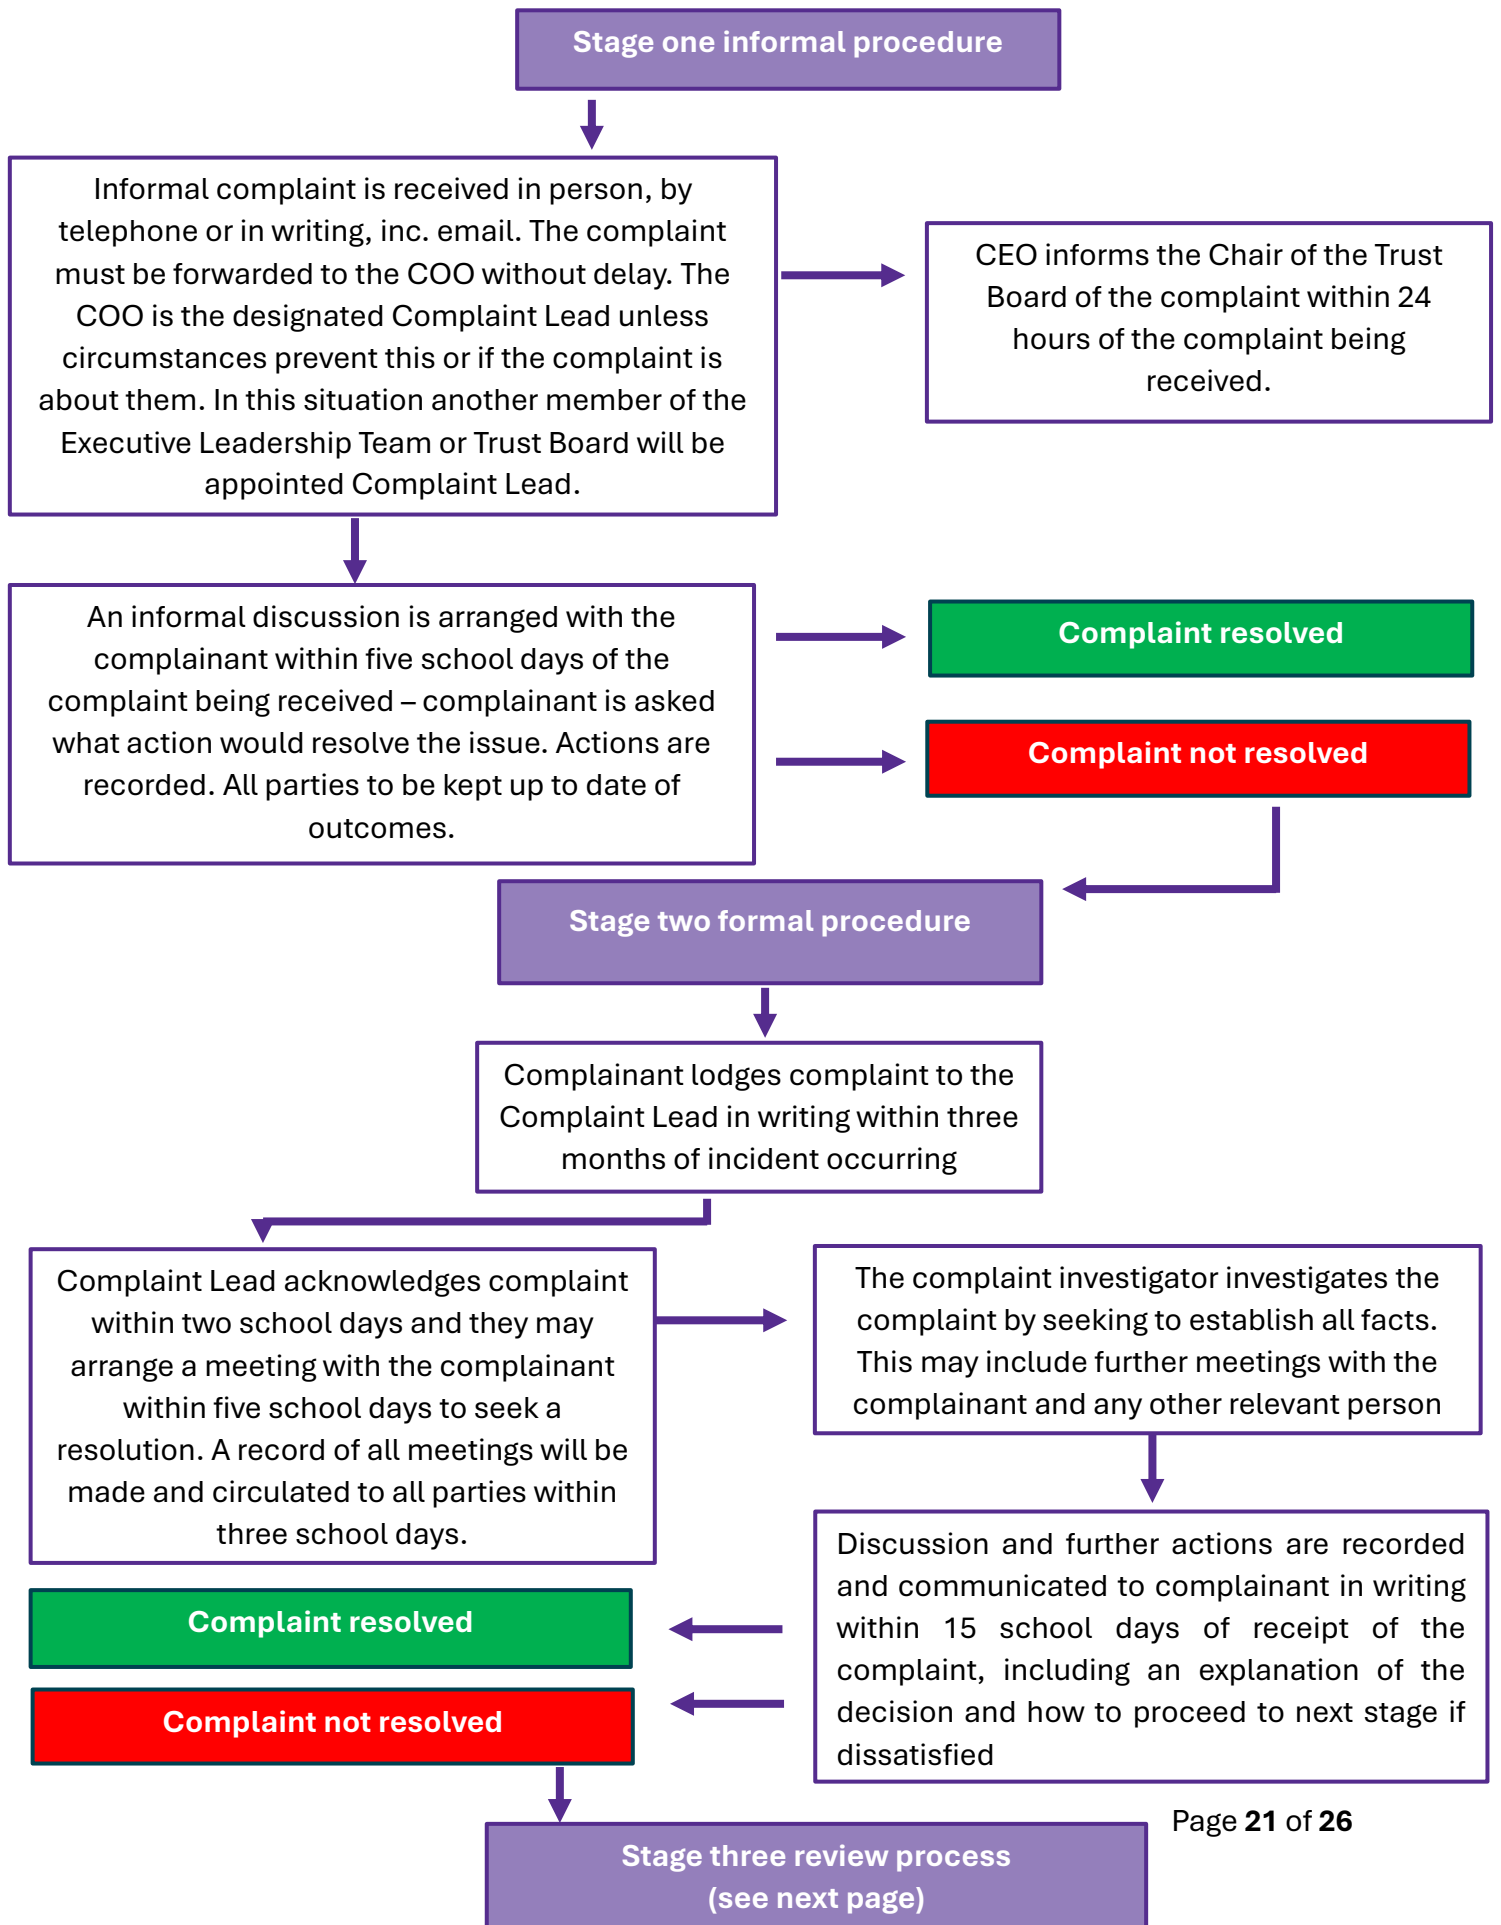 Stage one informal procedure
Informal complaint is received in person, by
telephone or in writing, inc. email. The complaint
must be forwarded to the COO without delay. The
COO is the designated Complaint Lead unless
circumstances prevent this or if the complaint is
about them. In this situation another member of the
Executive Leadership Team or Trust Board will be
appointed Complaint Lead.
CEO informs the Chair of the Trust
Board of the complaint within 24
hours of the complaint being
received.
An informal discussion is arranged with the
complainant within five school days of the
complaint being received – complainant is asked
what action would resolve the issue. Actions are
recorded. All parties to be kept up to date of
outcomes.
Complaint resolved
Complaint not resolved
Stage two formal procedure
Complainant lodges complaint to the
Complaint Lead in writing within three
months of incident occurring
Complaint Lead acknowledges complaint
within two school days and they may
arrange a meeting with the complainant
within five school days to seek a
resolution. A record of all meetings will be
made and circulated to all parties within
three school days.
The complaint investigator investigates the
complaint by seeking to establish all facts.
This may include further meetings with the
complainant and any other relevant person
Discussion and further actions are recorded
and communicated to complainant in writing
within 15 school days of receipt of the
complaint, including an explanation of the
decision and how to proceed to next stage if
dissatisfied
Complaint resolved
Complaint not resolved
Page 21 of 26
Stage three review process
(see next page)